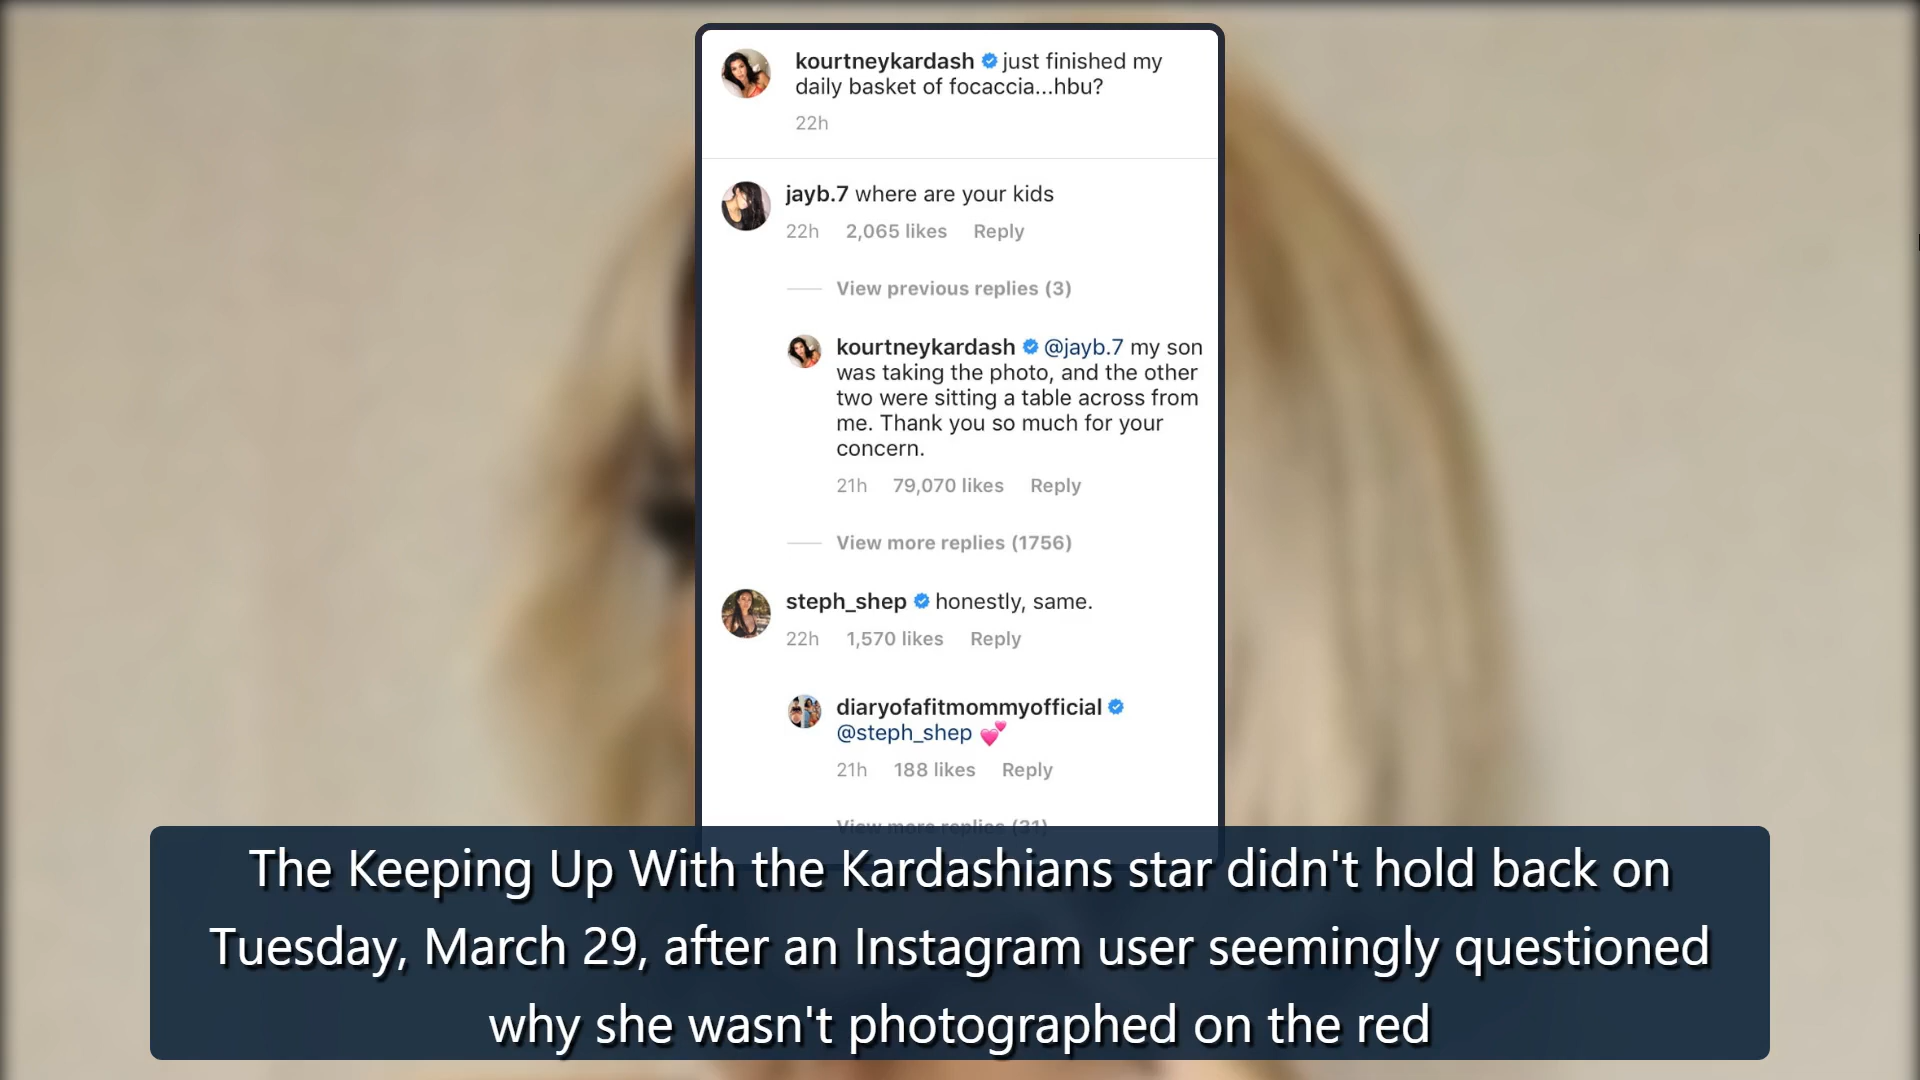 kourtneykardash just finished my
daily basket of focaccia...hbu?
22h
jayb.7 where are your kids
22h 2,065 likes Reply
View previous replies (3)
kourtneykardash @jayb.7 my son
was taking the photo, and the other
two were sitting a table across from
me. Thank you so much for your
concern.
21h 79,070 likes Reply
View more replies (1756)
steph_shep honestly, same.
22h 1,570 likes Reply
diaryofafitmommyofficial
@steph_shep 💕
21h 188 likes Reply
View more replies (31)
The Keeping Up With the Kardashians star didn't hold back on
Tuesday, March 29, after an Instagram user seemingly questioned
why she wasn't photographed on the red